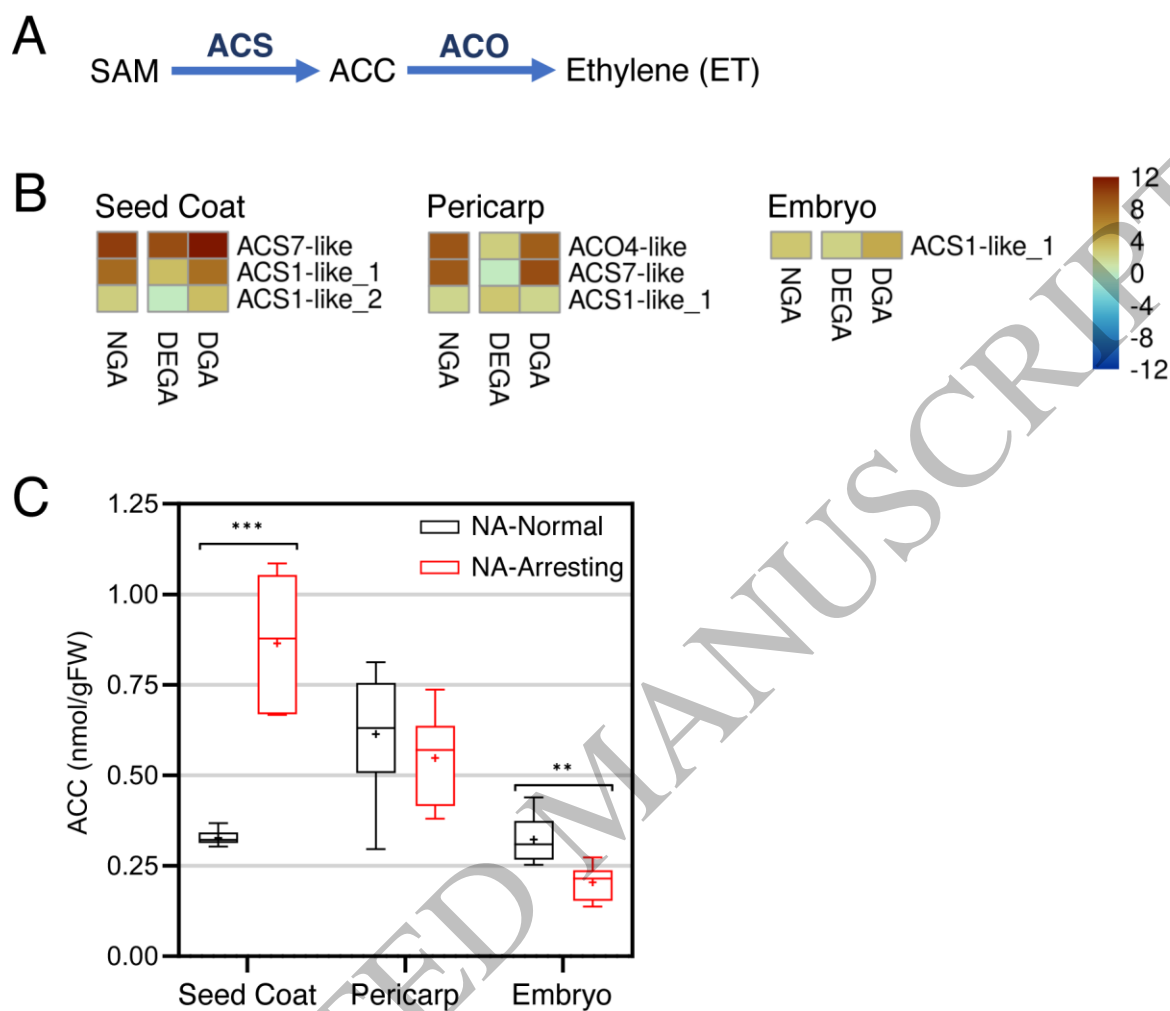 A
SAM ACS ACC ACO Ethylene (ET)
B
Seed Coat
ACS7-like
ACS1-like_1
ACS1-like_2
NGA DEGA DGA
Pericarp
ACO4-like
ACS7-like
ACS1-like_1
NGA DEGA DGA
Embryo
ACS1-like_1
NGA DEGA DGA
12
8
4
0
-4
-8
-12
C
ACC (nmol/gFW)
1.25
1.00
0.75
0.50
0.25
0.00
***
**
NA-Normal
NA-Arresting
Seed Coat Pericarp Embryo
TED MANUSCRIPT